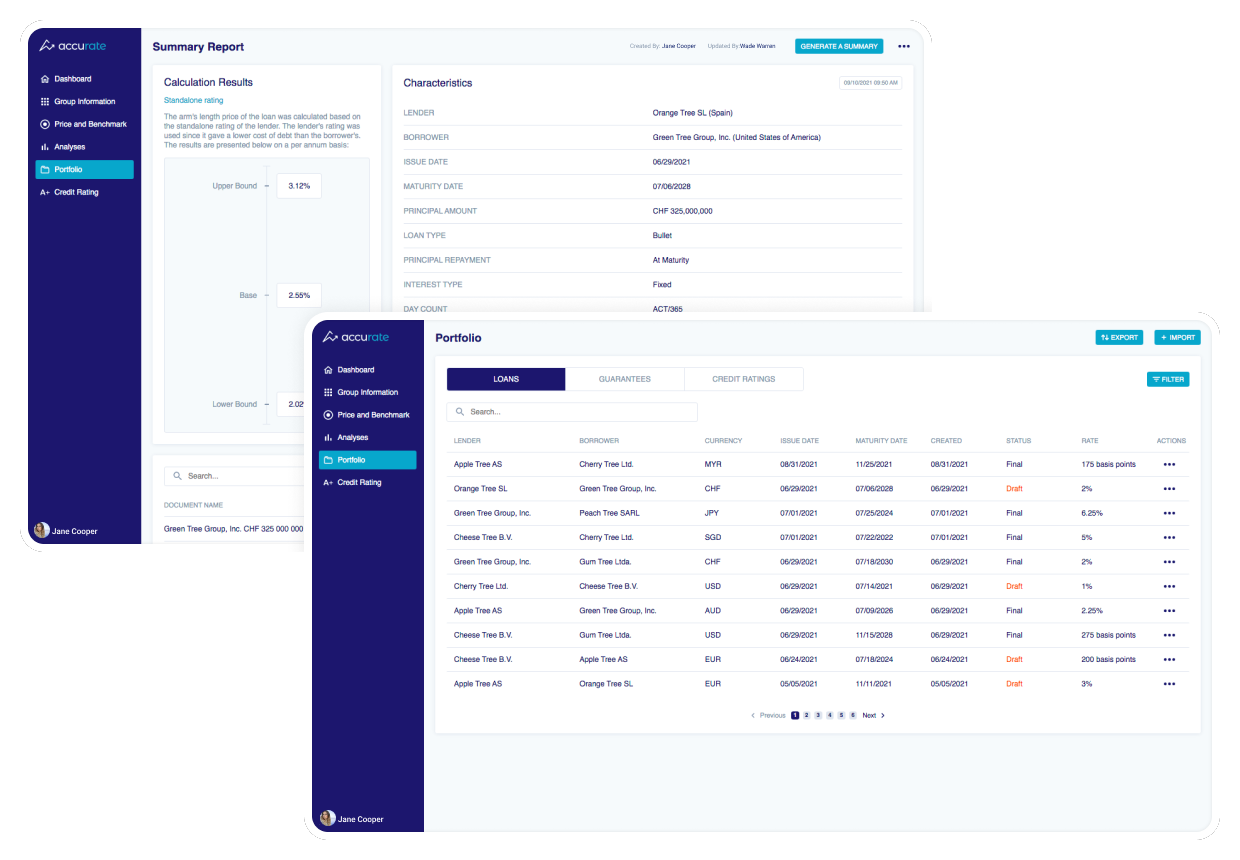 accurate
Dashboard
Group Information
Price and Benchmark
Analyses
Portfolio
A+ Credit Rating
Jane Cooper
Summary Report
Created By: Jane Cooper Updated By: Wade Warren
GENERATE A SUMMARY
Calculation Results
Standalone rating
The arm's length price of the loan was calculated based on
the standalone rating of the lender. The lender's rating was
used since it gave a lower cost of debt than the borrower's.
The results are presented below on a per annum basis:
Upper Bound 3.12%
Base 2.55%
Lower Bound 2.02
Search...
DOCUMENT NAME
Green Tree Group, Inc. CHF 325 000 000
Characteristics 09/10/2021 09:50 AM
LENDER Orange Tree SL (Spain)
BORROWER Green Tree Group, Inc. (United States of America)
ISSUE DATE 06/29/2021
MATURITY DATE 07/06/2028
PRINCIPAL AMOUNT CHF 325,000,000
LOAN TYPE Bullet
PRINCIPAL REPAYMENT At Maturity
INTEREST TYPE Fixed
DAY COUNT ACT/365
accurate
Dashboard
Group Information
Price and Benchmark
Analyses
Portfolio
A+ Credit Rating
Jane Cooper
Portfolio
EXPORT + IMPORT
LOANS GUARANTEES CREDIT RATINGS
FILTER
Search...
LENDER BORROWER CURRENCY ISSUE DATE MATURITY DATE CREATED STATUS RATE ACTIONS
Apple Tree AS Cherry Tree Ltd. MYR 08/31/2021 11/25/2021 08/31/2021 Final 175 basis points
Orange Tree SL Green Tree Group, Inc. CHF 06/29/2021 07/06/2028 06/29/2021 Draft 2%
Green Tree Group, Inc. Peach Tree SARL JPY 07/01/2021 07/25/2024 07/01/2021 Final 6.25%
Cheese Tree B.V. Cherry Tree Ltd. SGD 07/01/2021 07/22/2022 07/01/2021 Final 5%
Green Tree Group, Inc. Gum Tree Ltda. CHF 06/29/2021 07/18/2030 06/29/2021 Final 2%
Cherry Tree Ltd. Cheese Tree B.V. USD 06/29/2021 07/14/2021 06/29/2021 Draft 1%
Apple Tree AS Green Tree Group, Inc. AUD 06/29/2021 07/09/2026 06/29/2021 Final 2.25%
Cheese Tree B.V. Gum Tree Ltda. USD 06/29/2021 11/15/2028 06/29/2021 Final 275 basis points
Cheese Tree B.V. Apple Tree AS EUR 06/24/2021 07/18/2024 06/24/2021 Draft 200 basis points
Apple Tree AS Orange Tree SL EUR 05/05/2021 11/11/2021 05/05/2021 Draft 3%
< Previous 1 2 3 4 5 6 Next >